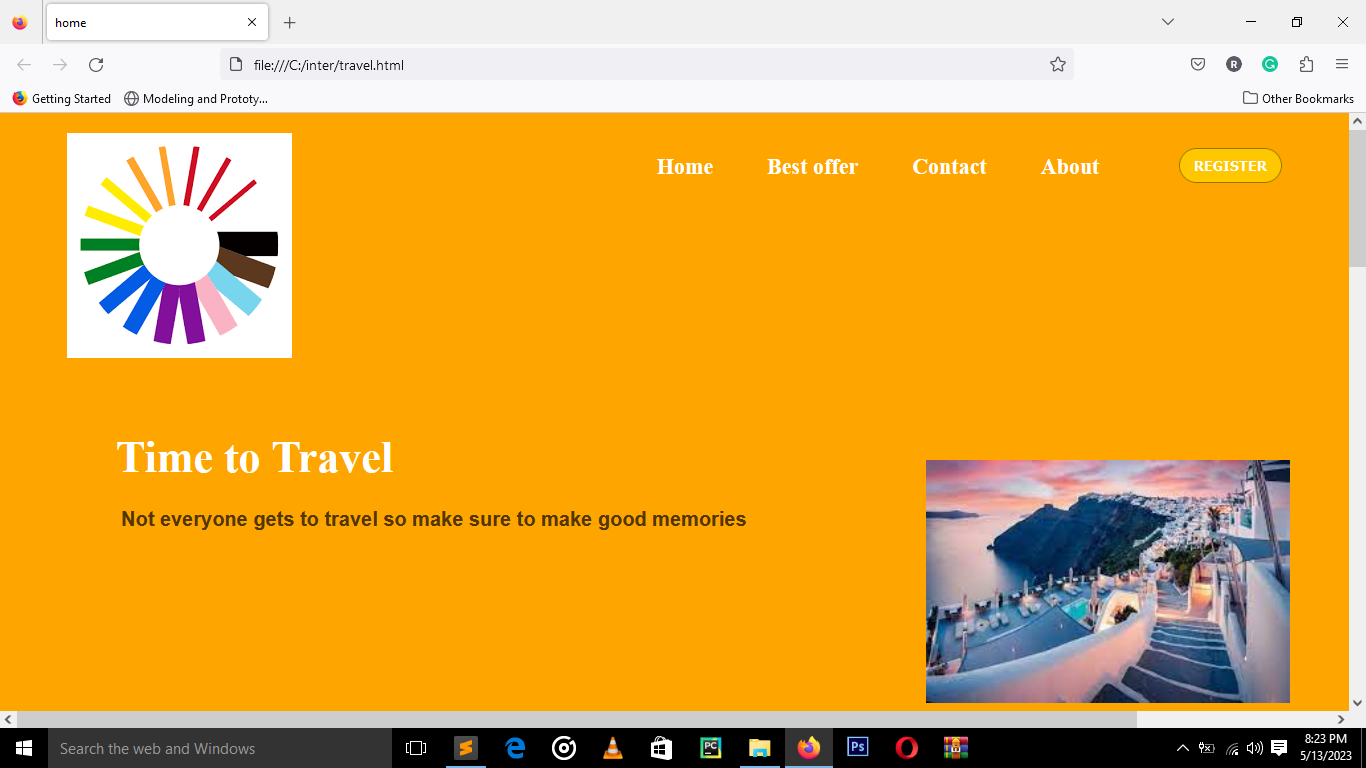 home
file:///C:/inter/travel.html
R
Getting Started
Modeling and Prototy...
Other Bookmarks
Home
Best offer
Contact
About
REGISTER
Time to Travel
Not everyone gets to travel so make sure to make good memories
Search the web and Windows
PC
Ps
8:23 PM
5/13/2023